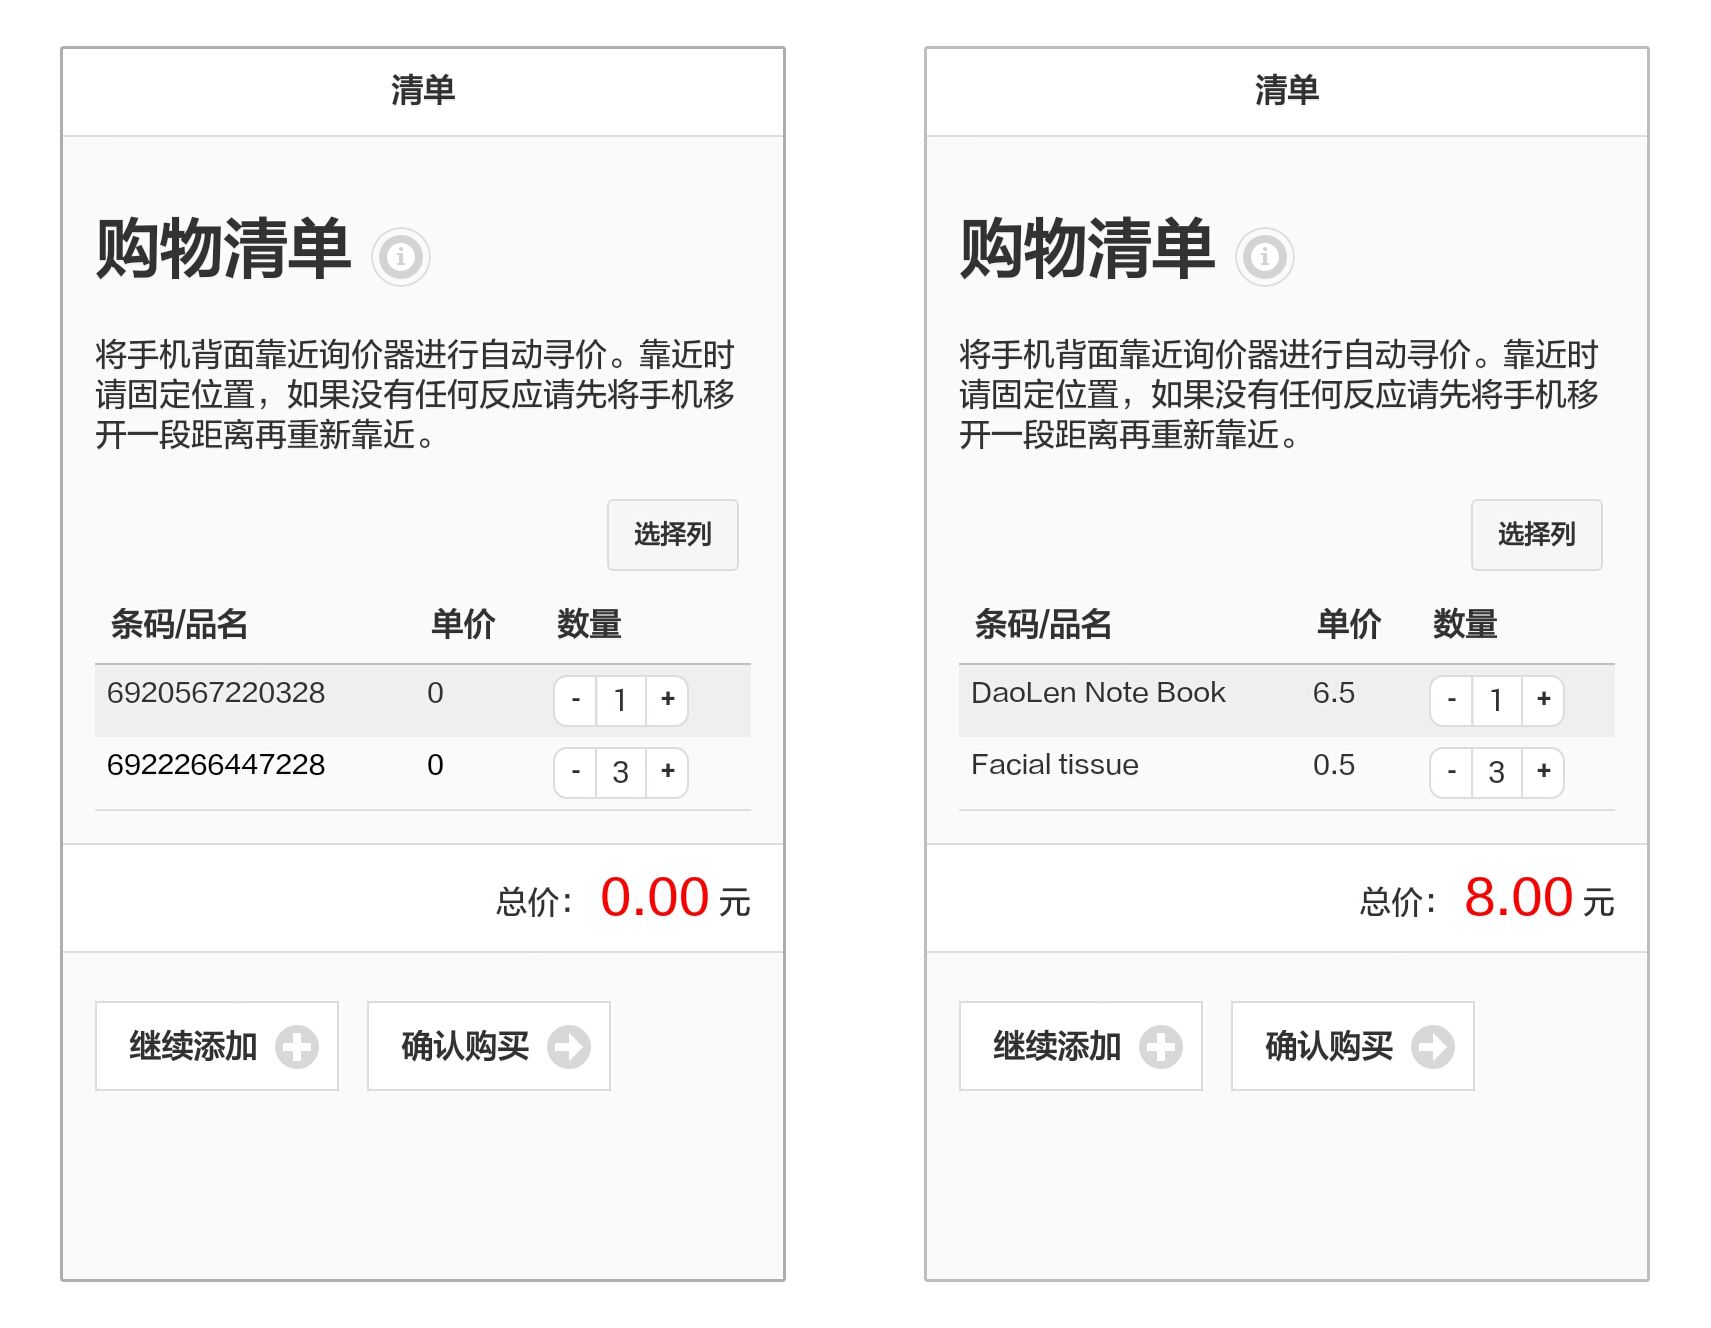 清单
购物清单
将手机背面靠近询价器进行自动寻价。靠近时
请固定位置，如果没有任何反应请先将手机移
开一段距离再重新靠近。
选择列
条码/品名 单价 数量
6920567220328 0 - 1 +
6922266447228 0 - 3 +
总价： 0.00 元
继续添加 确认购买
清单
购物清单
将手机背面靠近询价器进行自动寻价。靠近时
请固定位置，如果没有任何反应请先将手机移
开一段距离再重新靠近。
选择列
条码/品名 单价 数量
DaoLen Note Book 6.5 - 1 +
Facial tissue 0.5 - 3 +
总价： 8.00 元
继续添加 确认购买